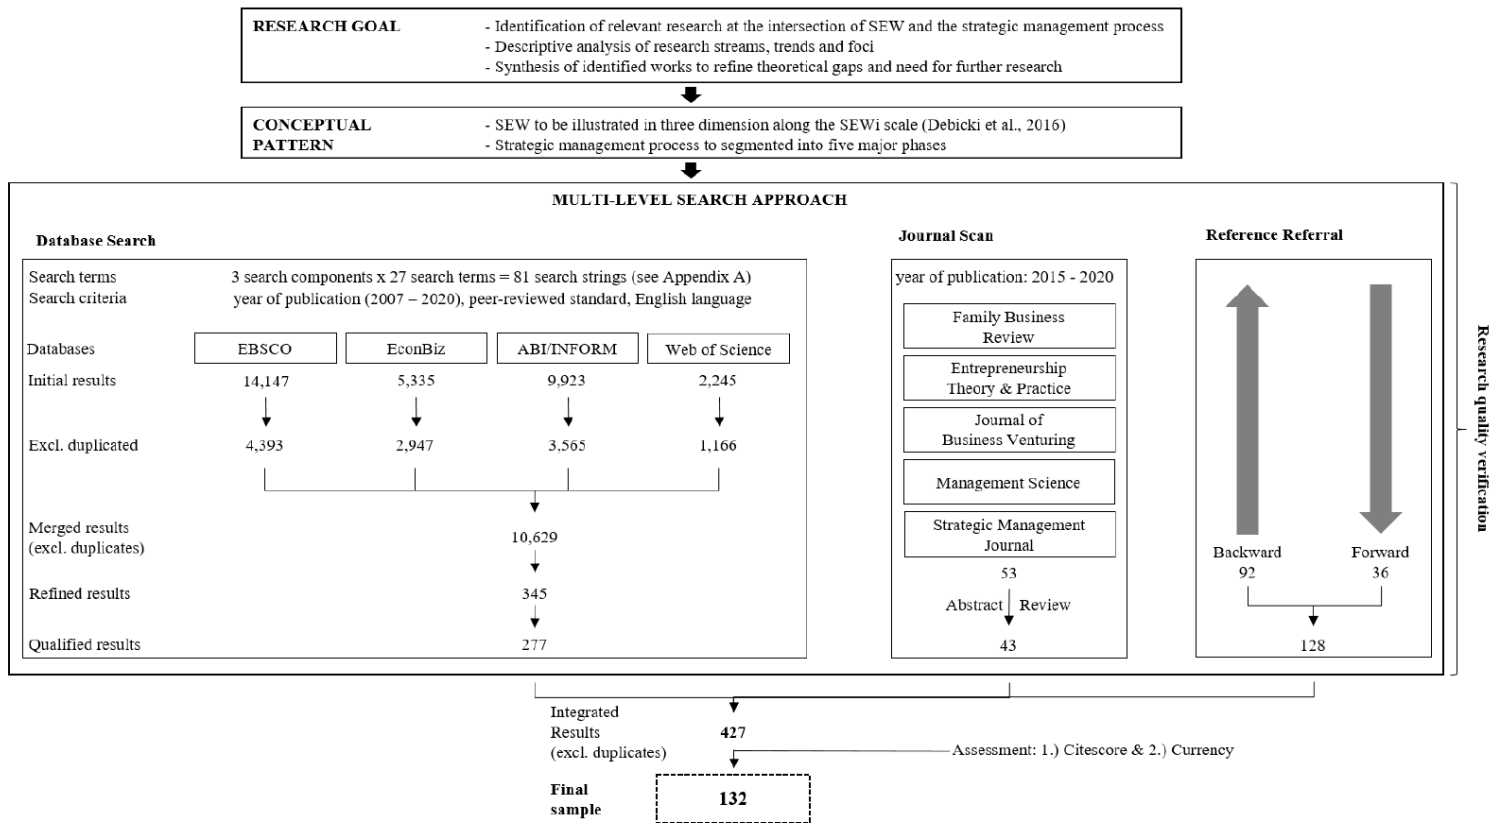 RESEARCH GOAL
- Identification of relevant research at the intersection of SEW and the strategic management process
- Descriptive analysis of research streams, trends and foci
- Synthesis of identified works to refine theoretical gaps and need for further research
CONCEPTUAL
PATTERN
- SEW to be illustrated in three dimension along the SEWi scale (Debicki et al., 2016)
- Strategic management process to segmented into five major phases
MULTI-LEVEL SEARCH APPROACH
Database Search
Search terms 3 search components x 27 search terms = 81 search strings (see Appendix A)
Search criteria year of publication (2007 – 2020), peer-reviewed standard, English language
Databases EBSCO EconBiz ABI/INFORM Web of Science
Initial results 14,147 5,335 9,923 2,245
Excl. duplicated 4,393 2,947 3,565 1,166
Merged results
(excl. duplicates) 10,629
Refined results 345
Qualified results 277
Journal Scan
year of publication: 2015 - 2020
Family Business
Review
Entrepreneurship
Theory & Practice
Journal of
Business Venturing
Management Science
Strategic Management
Journal
53
Abstract Review
43
Reference Referral
Backward Forward
92 36
128
Research quality verification
Integrated
Results
(excl. duplicates)
427
Assessment: 1.) Citescore & 2.) Currency
Final
sample
132